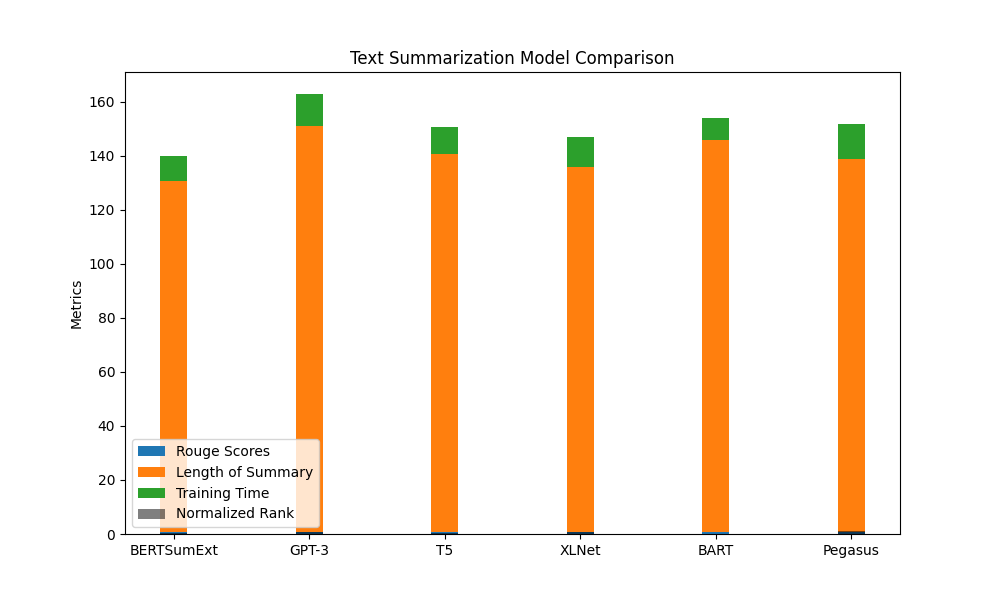 Text Summarization Model Comparison
Metrics
160
140
120
100
80
60
40
20
0
Rouge Scores
Length of Summary
Training Time
Normalized Rank
BERTSumExt GPT-3 T5 XLNet BART Pegasus